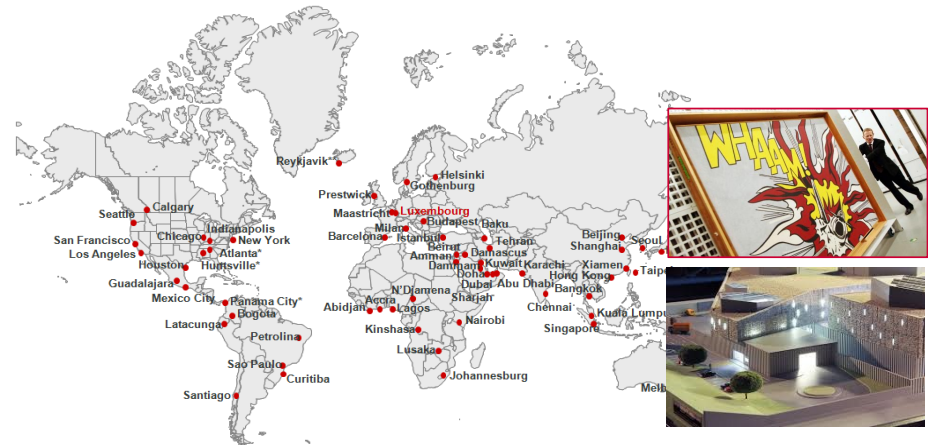 Reykjavik**
Helsinki
Gothenburg
Prestwick
Maastricht
Luxembourg
Budapest
Milan
Barcelona
Istanbul
Baku
Tehran
Beirut
Amman
Damascus
Dammam
Kuwait
Doha
Dubai
Abu Dhabi
Sharjah
Karachi
Chennai
Beijing
Shanghai
Seoul
Xiamen
Hong Kong
Taipe
Bangkok
Kuala Lumpu
Singapore
Melb
Calgary
Seattle
Indianapolis
Chicago
New York
San Francisco
Atlanta*
Los Angeles
Huntsville*
Houston
Guadalajara
Mexico City
Panama City*
Bogota
Latacunga
Petrolina
Sao Paulo
Curitiba
Santiago
N'Djamena
Accra
Abidjan
Lagos
Nairobi
Kinshasa
Lusaka
Johannesburg
WHAAM!